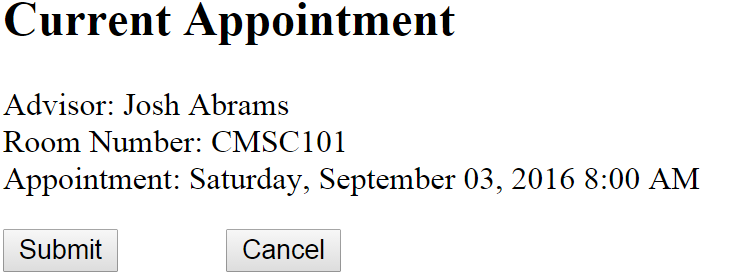 Current Appointment
Advisor: Josh Abrams
Room Number: CMSC101
Appointment: Saturday, September 03, 2016 8:00 AM
Submit Cancel